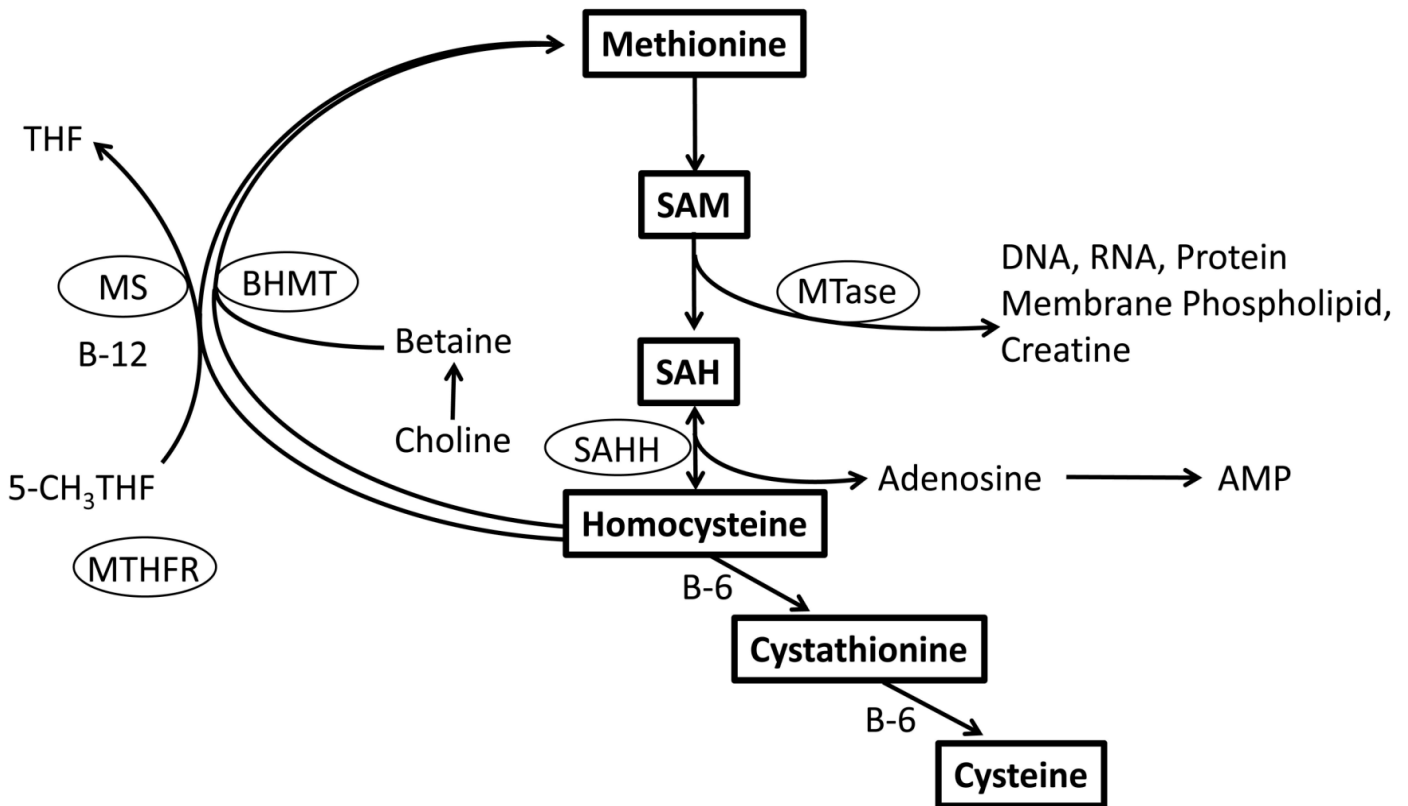 Methionine
THF
SAM
MS
BHMT
MTase
DNA, RNA, Protein
Membrane Phospholipid,
Creatine
B-12
Betaine
SAH
Choline
SAHH
5-CH₃THF
Adenosine
AMP
Homocysteine
MTHFR
B-6
Cystathionine
B-6
Cysteine